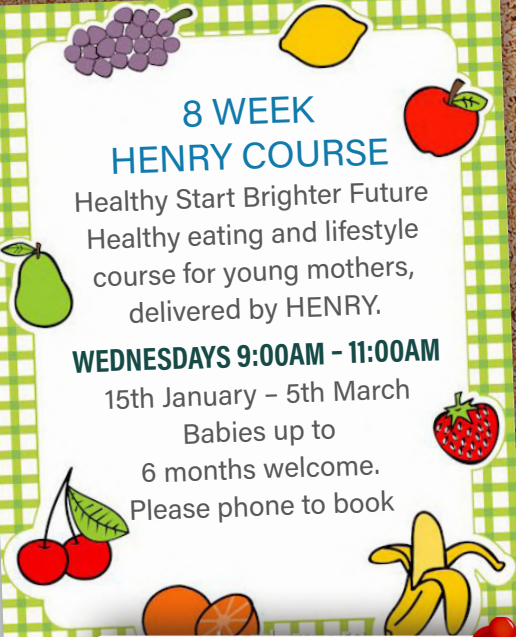 8 WEEK
HENRY COURSE
Healthy Start Brighter Future
Healthy eating and lifestyle
course for young mothers,
delivered by HENRY.
WEDNESDAYS 9:00AM – 11:00AM
15th January – 5th March
Babies up to
6 months welcome.
Please phone to book